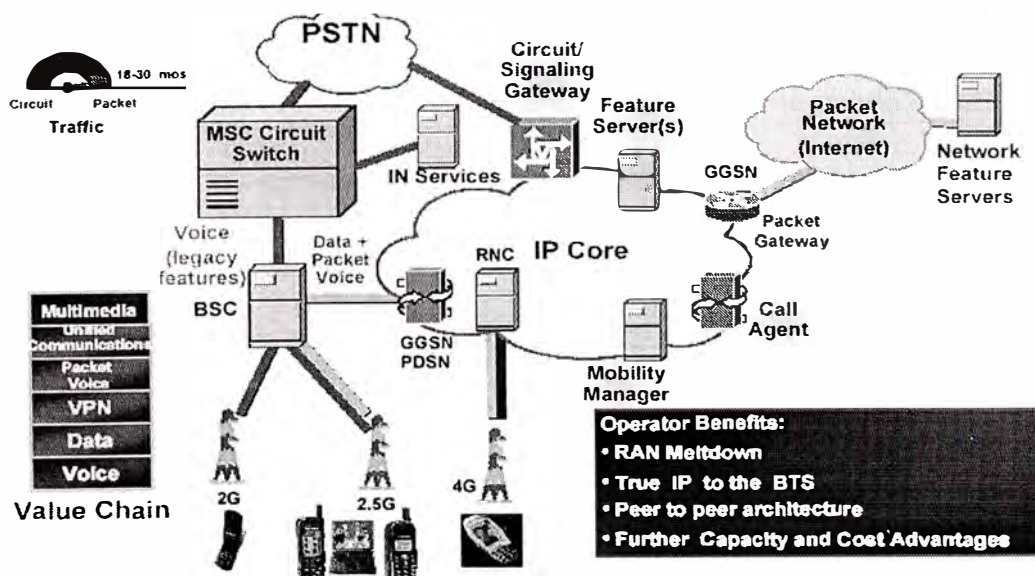 PSTN
Circuit/
Signaling
Gateway
18-30 mos
Circuit Packet
Traffic
MSC Circuit
Switch
IN Services
Feature
Server(s)
Packet
Network
(Internet)
Network
Feature
Servers
GGSN
Packet
Gateway
Voice
(legacy
features)
Data +
Packet
Voice
RNC
IP Core
BSC
GGSN
PDSN
Call
Agent
Mobility
Manager
Multimedia
Unified
Communications
Packet
Voice
VPN
Data
Voice
Value Chain
2G
2.5G
4G
Operator Benefits:
• RAN Meltdown
• True IP to the BTS
• Peer to peer architecture
• Further Capacity and Cost Advantages